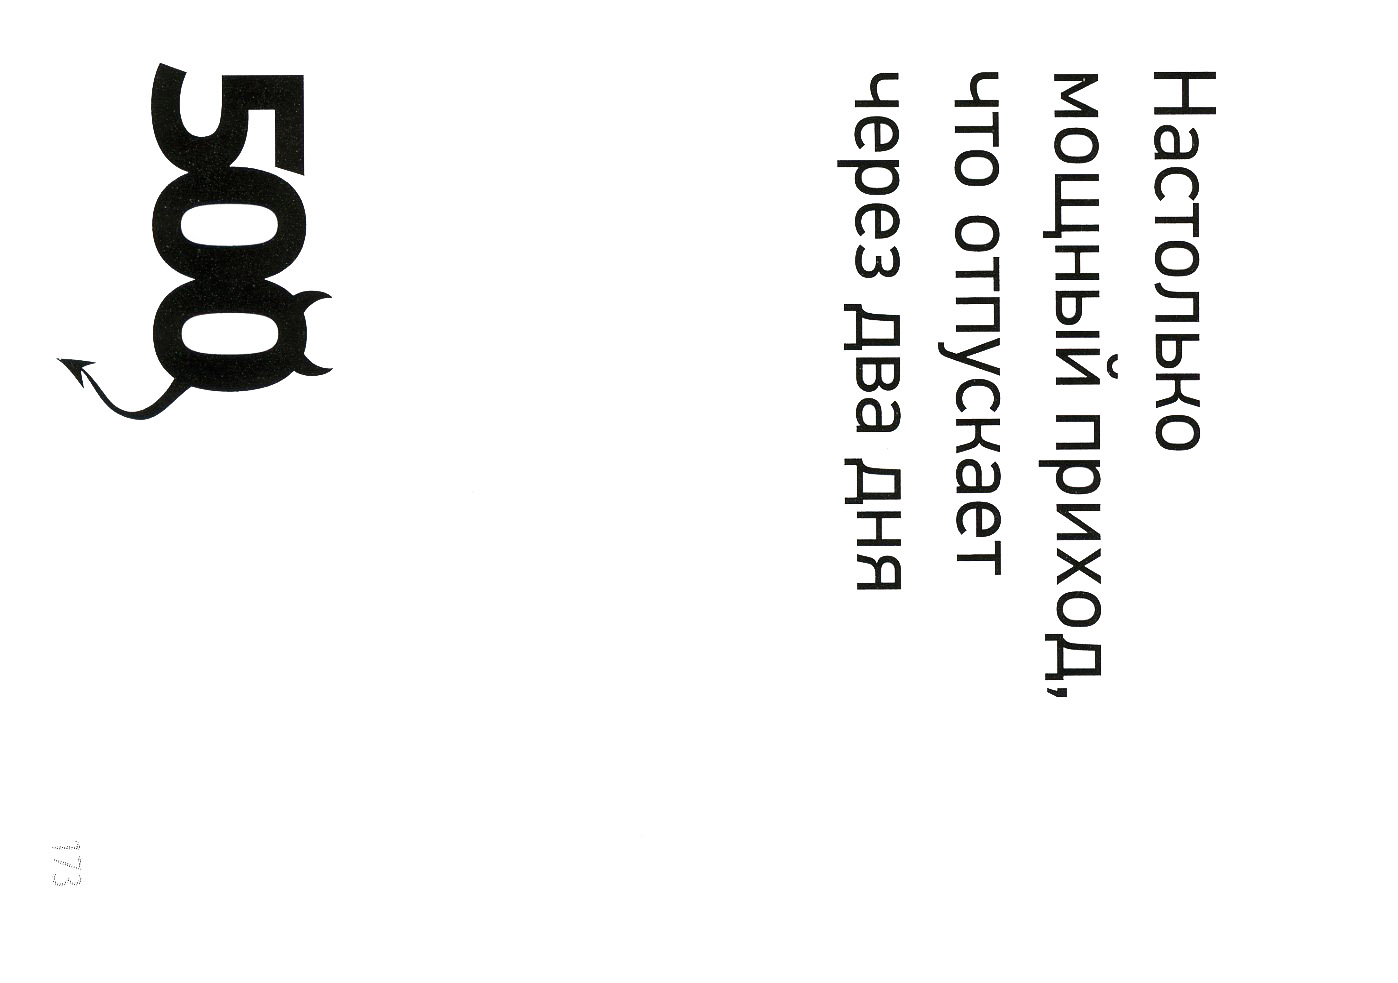 Настолько
мощный приход,
что отпускает
через два дня
500
173